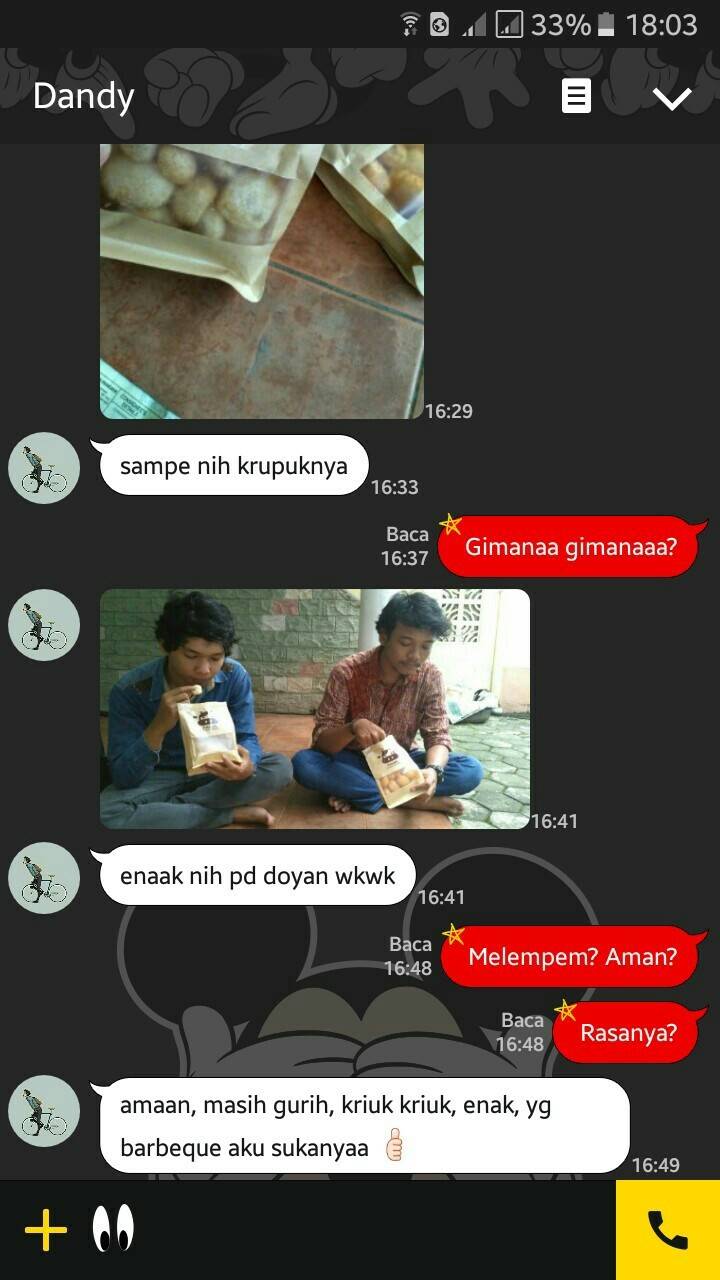 33% 18:03
Dandy
16:29
sampe nih krupuknya
16:33
Baca
16:37
Gimanaa gimanaaa?
16:41
enaak nih pd doyan wkwk
16:41
Baca
16:48
Melempem? Aman?
Baca
16:48
Rasanya?
amaan, masih gurih, kriuk kriuk, enak, yg
barbeque aku sukanyaa
16:49